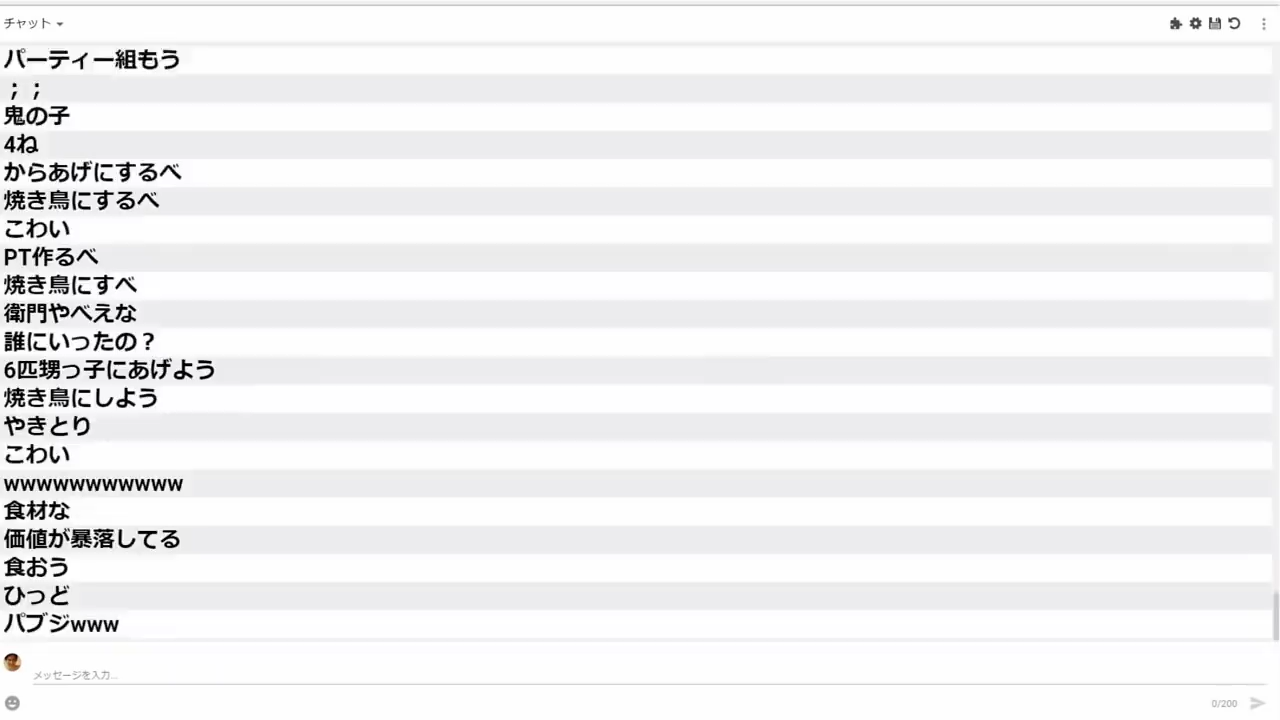 チャット
パーティー組もう
；；
鬼の子
4ね
からあげにするべ
焼き鳥にするべ
こわい
PT作るべ
焼き鳥にすべ
衛門やべえな
誰にいったの？
6匹甥っ子にあげよう
焼き鳥にしよう
やきとり
こわい
wwwwwwwwwww
食材な
価値が暴落してる
食おう
ひっど
パブジwww
メッセージを入力...
0/200